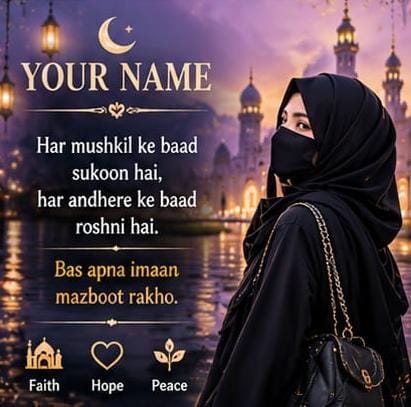 YOUR NAME
Har mushkil ke baad
sukoon hai,
har andhere ke baad
roshni hai.
Bas apna imaan
mazboot rakho.
Faith Hope Peace